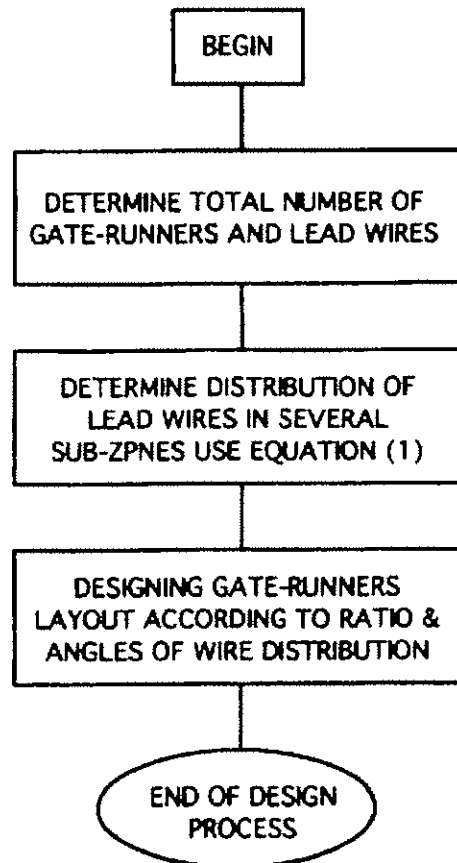 BEGIN
DETERMINE TOTAL NUMBER OF
GATE-RUNNERS AND LEAD WIRES
DETERMINE DISTRIBUTION OF
LEAD WIRES IN SEVERAL
SUB-ZPNES USE EQUATION (1)
DESIGNING GATE-RUNNERS
LAYOUT ACCORDING TO RATIO &
ANGLES OF WIRE DISTRIBUTION
END OF DESIGN
PROCESS